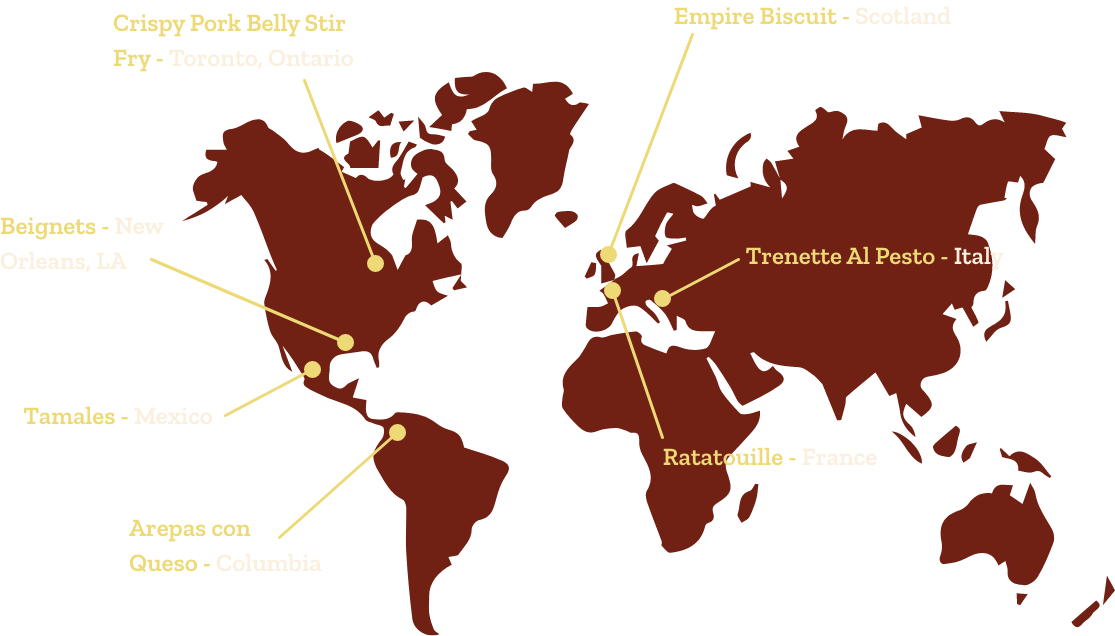 Crispy Pork Belly Stir
Fry - Toronto, Ontario
Empire Biscuit - Scotland
Beignets - New
Orleans, LA
Trenette Al Pesto - Italy
Tamales - Mexico
Ratatouille - France
Arepas con
Queso - Columbia